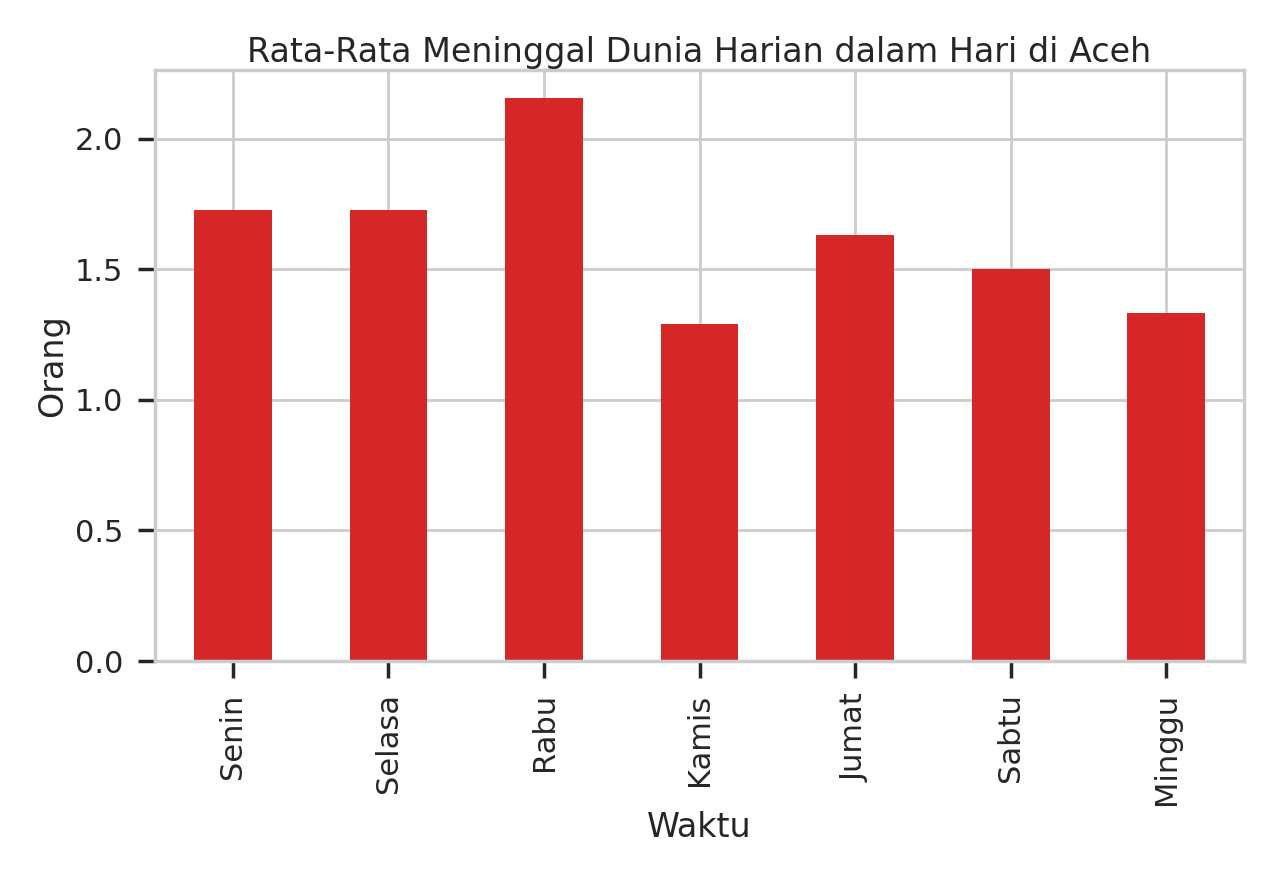 Rata-Rata Meninggal Dunia Harian dalam Hari di Aceh
2.0
1.5
1.0
0.5
0.0
Orang
Senin
Selasa
Rabu
Kamis
Jumat
Sabtu
Minggu
Waktu